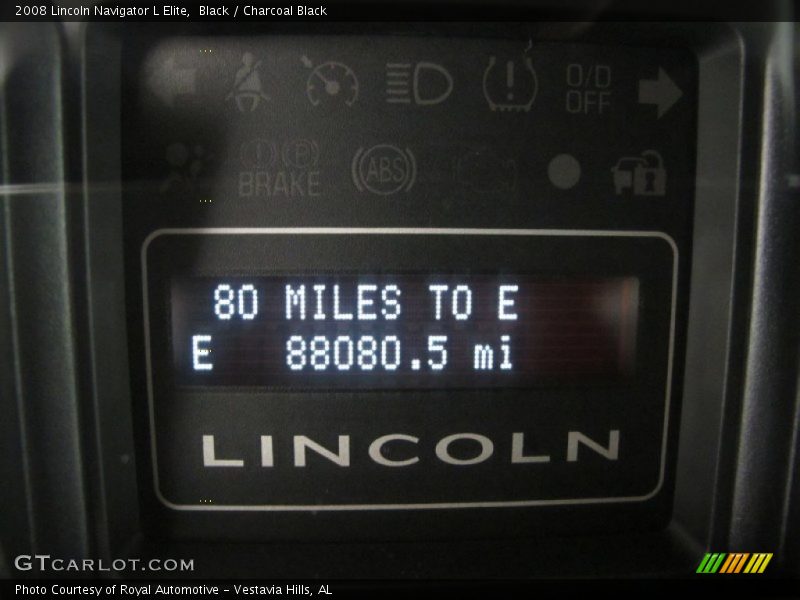 2008 Lincoln Navigator L Elite,  Black / Charcoal Black
O/D
OFF
P
BRAKE
ABS
80 MILES TO E
E 88080.5 mi
LINCOLN
GTCARLOT.COM
Photo Courtesy of Royal Automotive - Vestavia Hills, AL